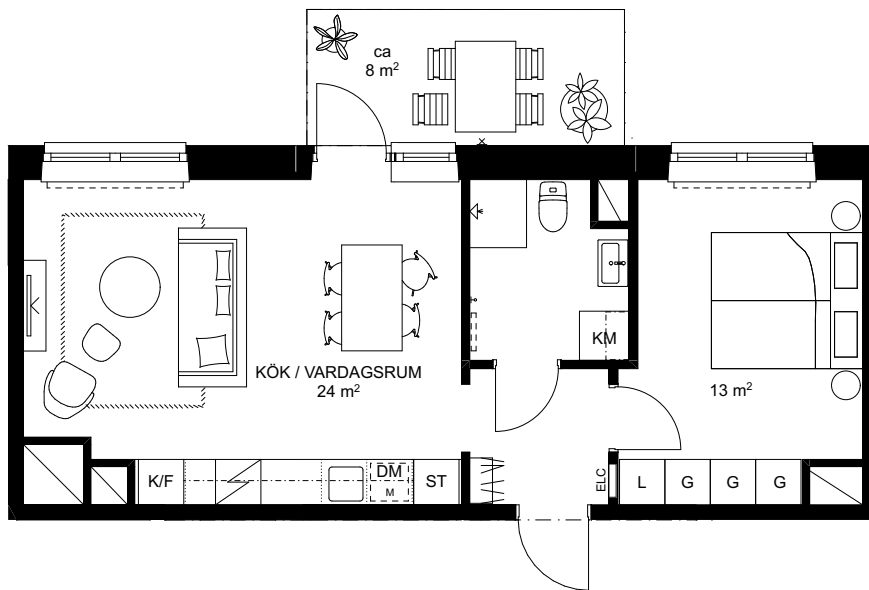 ca
8 m²
KÖK / VARDAGSRUM
24 m²
KM
13 m²
K/F
DM
M
ST
ELC
L
G
G
G